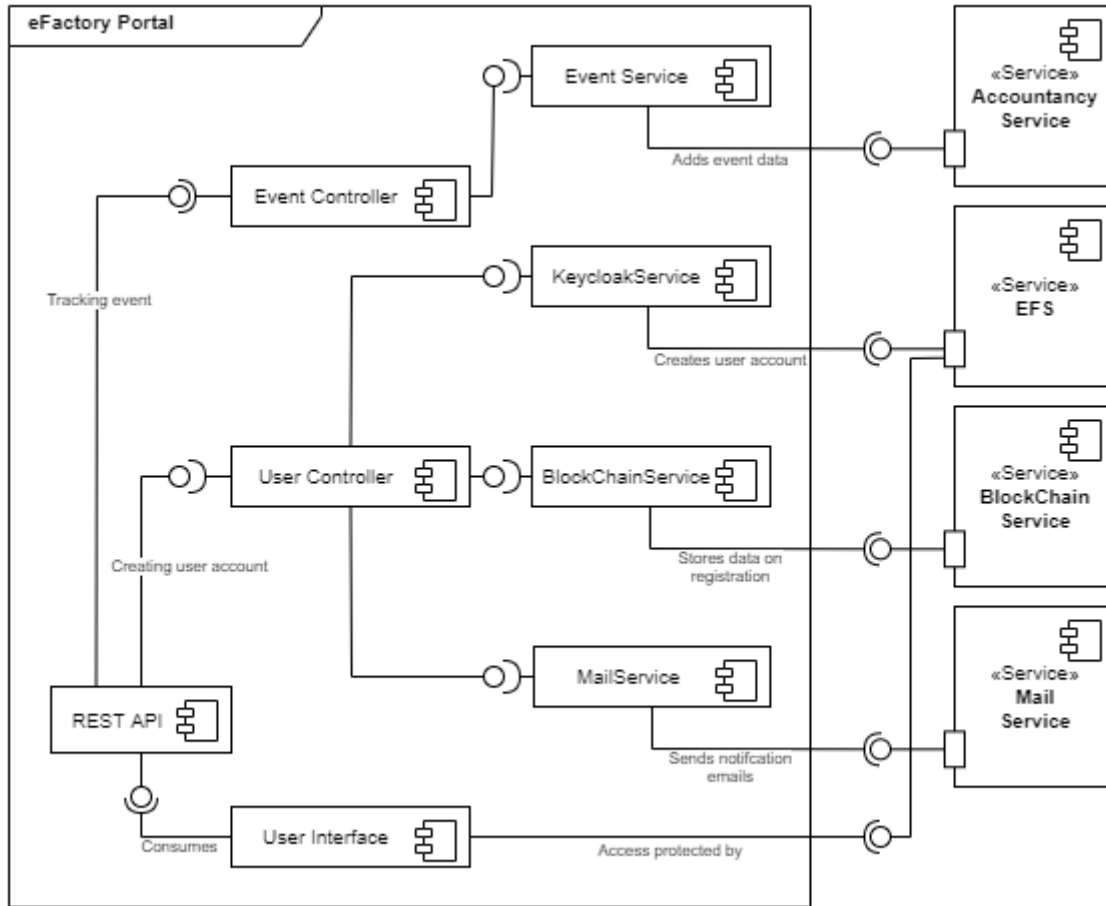 eFactory Portal
«Service»
Accountancy
Service
Event Service
Adds event data
Event Controller
Tracking event
KeycloakService
«Service»
EFS
Creates user account
User Controller
BlockChainService
«Service»
BlockChain
Service
Creating user account
Stores data on
registration
MailService
«Service»
Mail
Service
REST API
Sends notifcation
emails
User Interface
Consumes
Access protected by